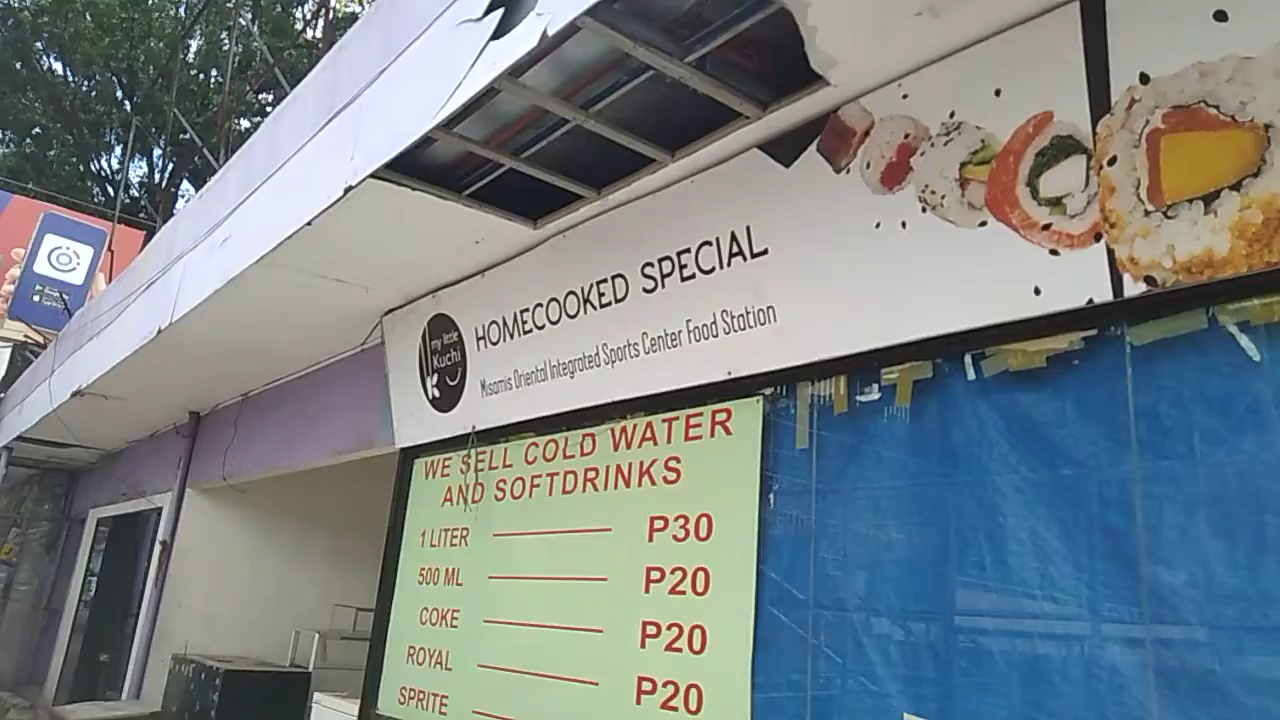 HOMECOOKED SPECIAL
my little
Kuchi
Misamis Oriental Integrated Sports Center Food Station
WE SELL COLD WATER
AND SOFTDRINKS
1 LITER P30
500 ML P20
COKE P20
ROYAL P20
SPRITE